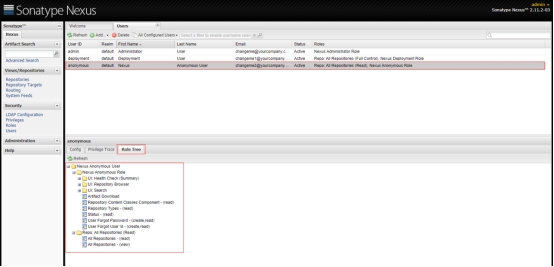 Sonatype Nexus
admin
Sonatype Nexus™ 2.11.2-03
Sonatype™
Nexus
Artifact Search
Advanced Search
Views/Repositories
Repositories
Repository Targets
Routing
System Feeds
Security
LDAP Configuration
Privileges
Roles
Users
Administration
Help
Welcome
Users
Refresh Add... Delete All Configured Users Select a filter to enable username search
User ID Realm First Name Last Name Email Status Roles
admin default Administrator User changeme@yourcompany.c... Active Nexus Administrator Role
deployment default Deployment User changeme1@yourcompany.... Active Repo: All Repositories (Full Control), Nexus Deployment Role
anonymous default Nexus Anonymous User changeme2@yourcompany.... Active Repo: All Repositories (Read), Nexus Anonymous Role
anonymous
Config Privilege Trace Role Tree
Refresh
Nexus Anonymous User
Nexus Anonymous Role
UI: Health Check (Summary)
UI: Repository Browser
UI: Search
Artifact Download
Repository Content Classes Component - (read)
Repository Types - (read)
Status - (read)
User Forgot Password - (create,read)
User Forgot User Id - (create,read)
Repo: All Repositories (Read)
All Repositories - (read)
All Repositories - (view)